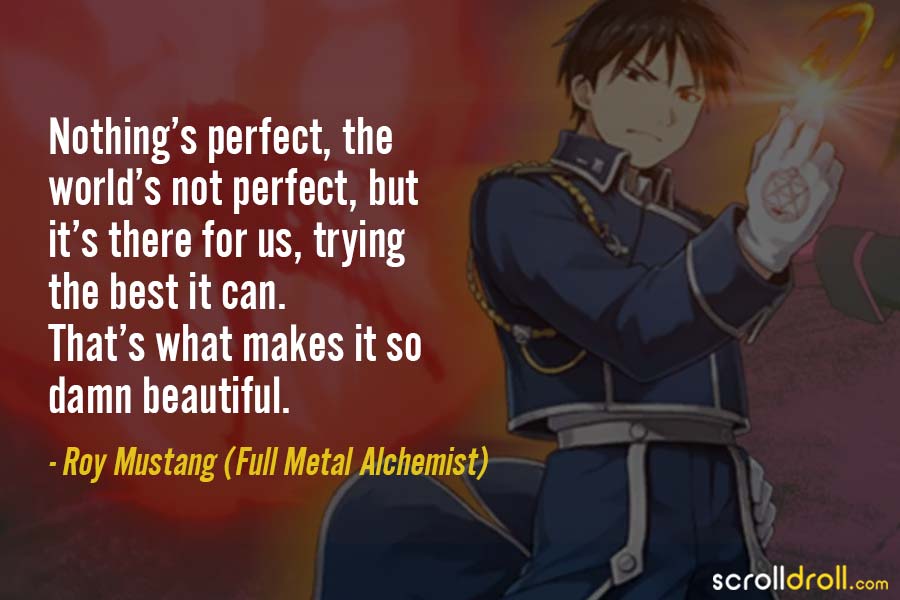 Nothing's perfect, the
world's not perfect, but
it's there for us, trying
the best it can.
That's what makes it so
damn beautiful.
- Roy Mustang (Full Metal Alchemist)
scrolldroll.com